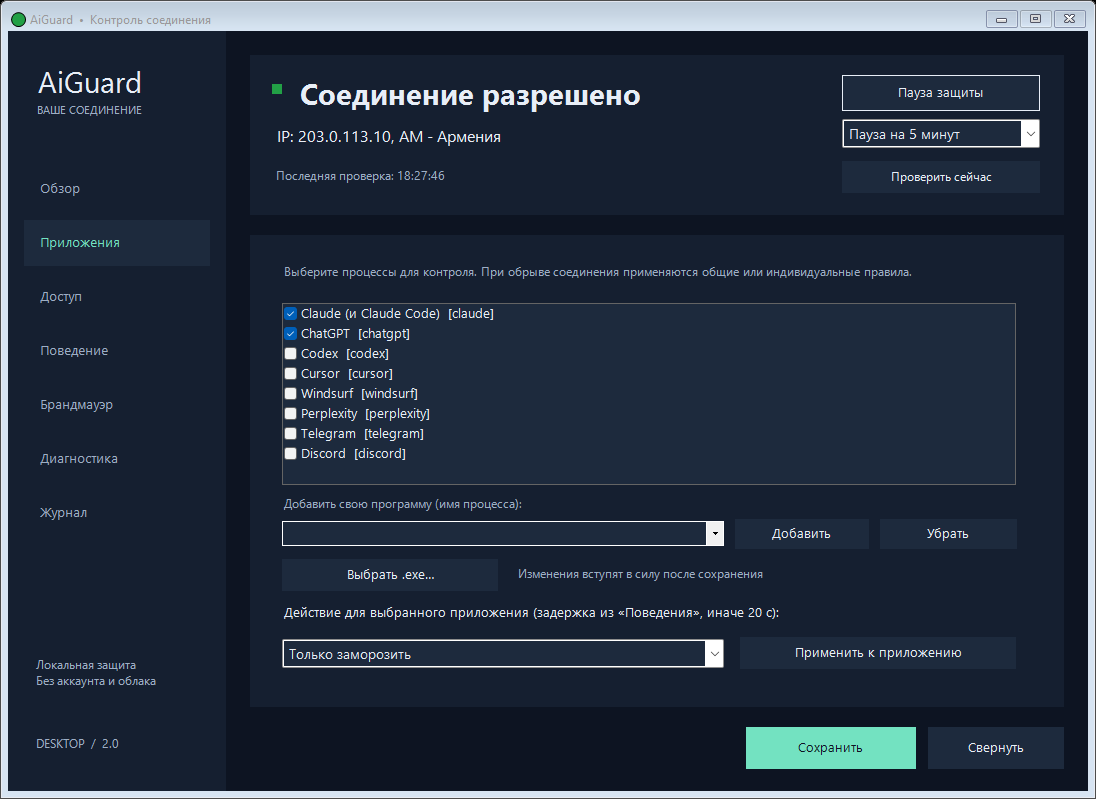 AiGuard • Контроль соединения
AiGuard
ВАШЕ СОЕДИНЕНИЕ
Обзор
Приложения
Доступ
Поведение
Брандмауэр
Диагностика
Журнал
Локальная защита
Без аккаунта и облака
DESKTOP / 2.0
Соединение разрешено
IP: 203.0.113.10, AM - Армения
Последняя проверка: 18:27:46
Пауза защиты
Пауза на 5 минут
Проверить сейчас
Выберите процессы для контроля. При обрыве соединения применяются общие или индивидуальные правила.
Claude (и Claude Code) [claude]
ChatGPT [chatgpt]
Codex [codex]
Cursor [cursor]
Windsurf [windsurf]
Perplexity [perplexity]
Telegram [telegram]
Discord [discord]
Добавить свою программу (имя процесса):
Добавить
Убрать
Выбрать .exe...
Изменения вступят в силу после сохранения
Действие для выбранного приложения (задержка из «Поведения», иначе 20 с):
Только заморозить
Применить к приложению
Сохранить
Свернуть